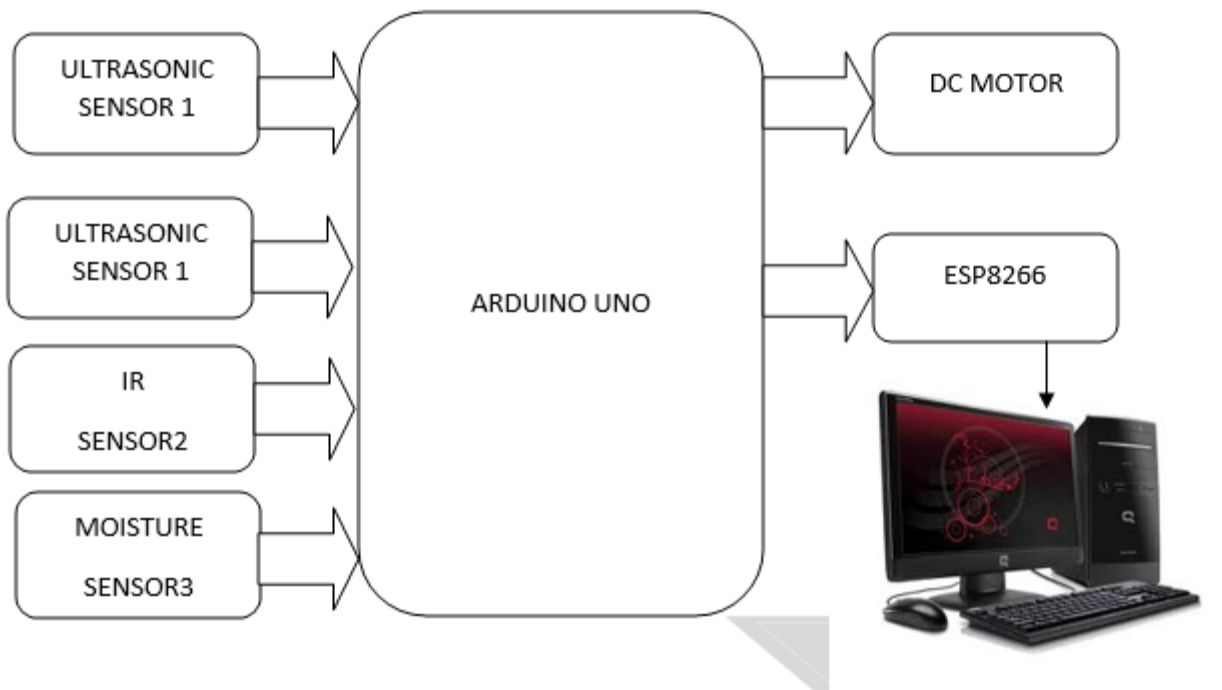 ULTRASONIC
SENSOR 1
ULTRASONIC
SENSOR 1
IR
SENSOR2
MOISTURE
SENSOR3
ARDUINO UNO
DC MOTOR
ESP8266